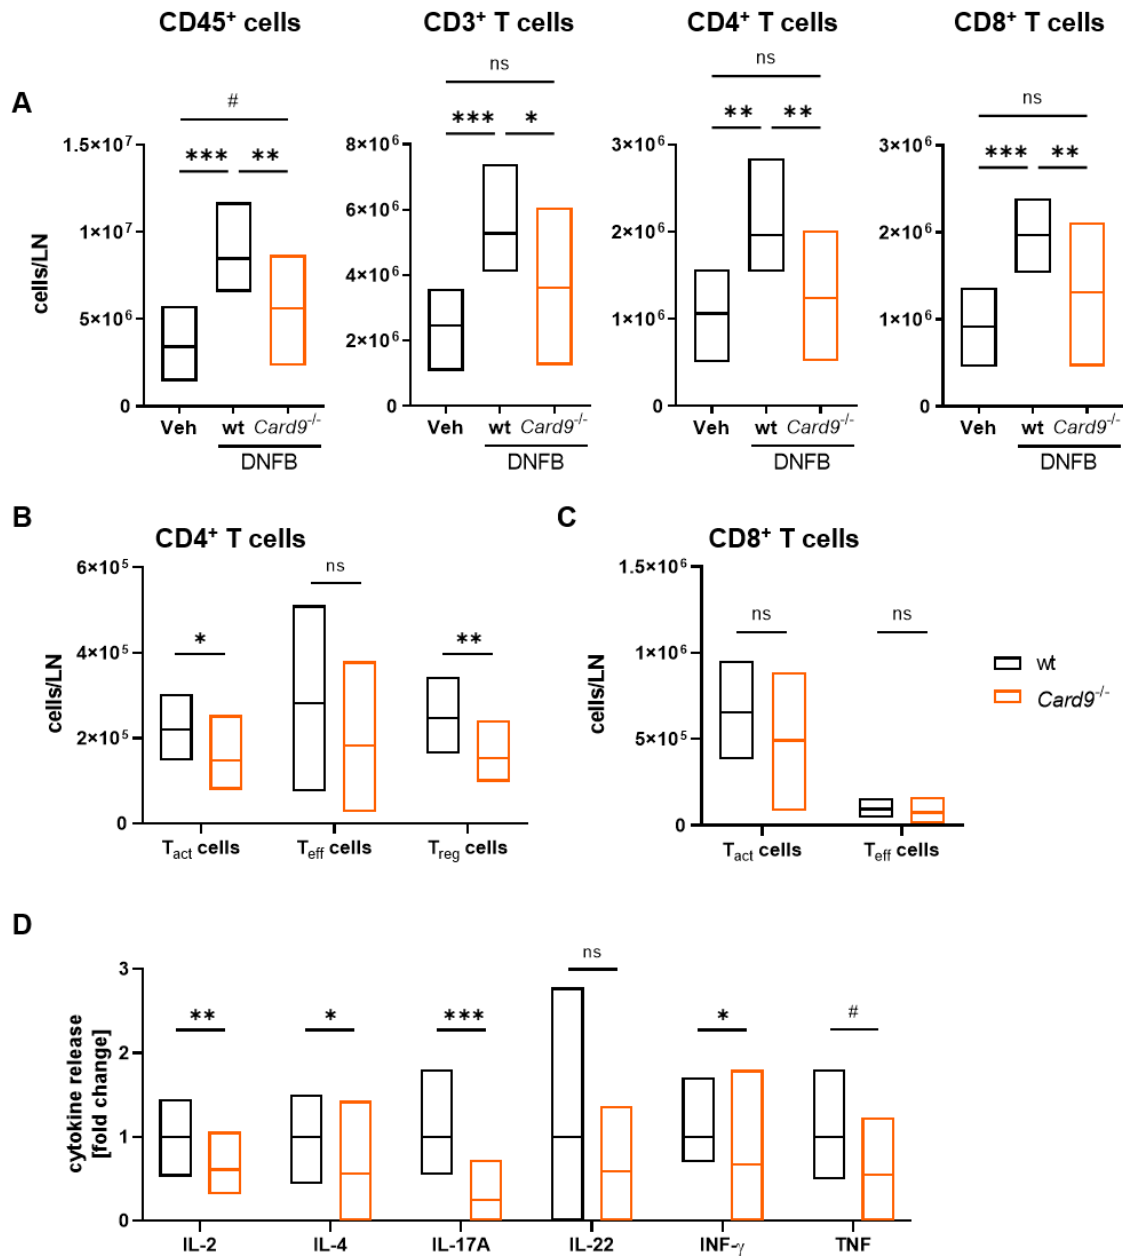 CD45⁺ cells CD3⁺ T cells CD4⁺ T cells CD8⁺ T cells
A
# ns ns ns
*** ** *** * ** ** *** **
1.5×10⁷ 8×10⁶ 3×10⁶ 3×10⁶
1×10⁷ 6×10⁶ 2×10⁶ 2×10⁶
cells/LN
5×10⁶ 4×10⁶ 1×10⁶ 1×10⁶
2×10⁶
0 0 0 0
Veh wt Card9⁻/⁻ Veh wt Card9⁻/⁻ Veh wt Card9⁻/⁻ Veh wt Card9⁻/⁻
DNFB DNFB DNFB DNFB
B
CD4⁺ T cells
6×10⁵
4×10⁵
2×10⁵
0
cells/LN
* ns **
Tact cells Teff cells Treg cells
C
CD8⁺ T cells
1.5×10⁶
1×10⁶
5×10⁵
0
cells/LN
ns ns
Tact cells Teff cells
wt
Card9⁻/⁻
D
3
2
1
0
cytokine release
[fold change]
** * *** ns * #
IL-2 IL-4 IL-17A IL-22 INF-γ TNF